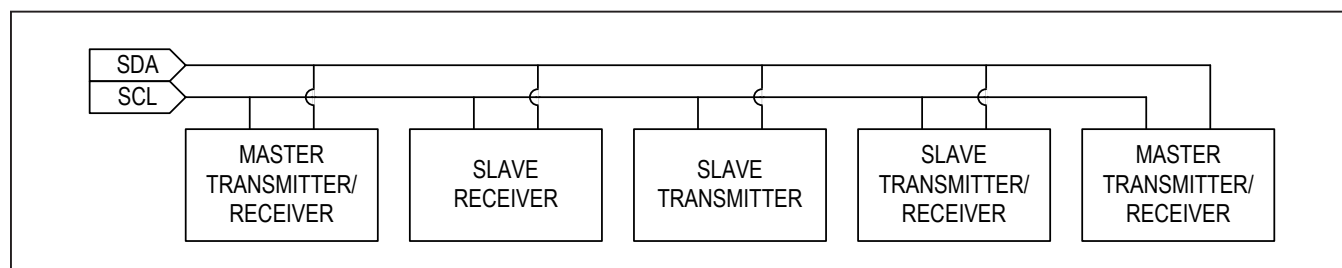 SDA
SCL
MASTER
TRANSMITTER/
RECEIVER
SLAVE
RECEIVER
SLAVE
TRANSMITTER
SLAVE
TRANSMITTER/
RECEIVER
MASTER
TRANSMITTER/
RECEIVER